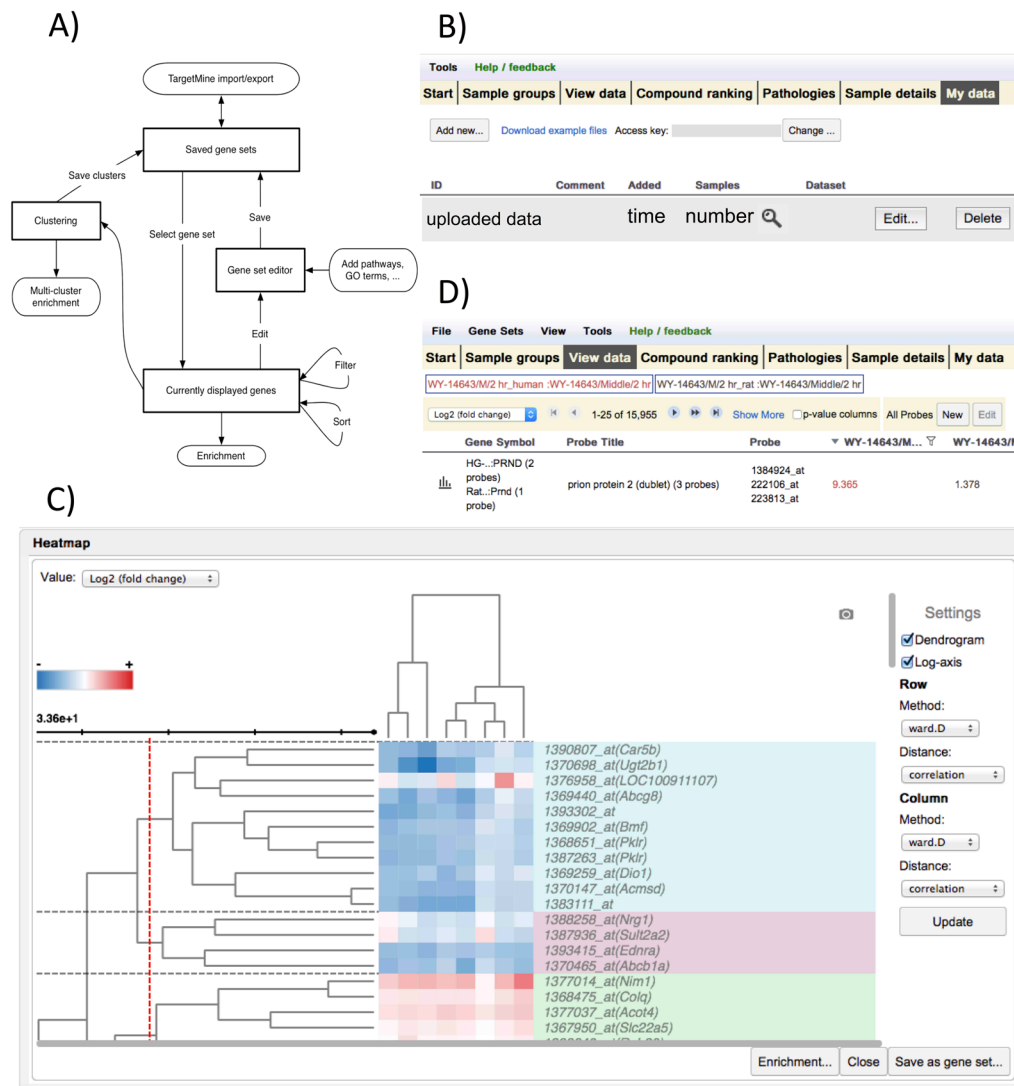 A)
TargetMine import/export
Saved gene sets
Save clusters
Clustering
Save
Select gene set
Multi-cluster
enrichment
Gene set editor
Add pathways,
GO terms, ...
Edit
Currently displayed genes
Filter
Sort
Enrichment
B)
Tools Help / feedback
Start Sample groups View data Compound ranking Pathologies Sample details My data
Add new... Download example files Access key: Change ...
ID Comment Added Samples Dataset
uploaded data time number Edit... Delete
D)
File Gene Sets View Tools Help / feedback
Start Sample groups View data Compound ranking Pathologies Sample details My data
WY-14643/M/2 hr_human :WY-14643/Middle/2 hr WY-14643/M/2 hr_rat :WY-14643/Middle/2 hr
Log2 (fold change) 1-25 of 15,955 Show More p-value columns All Probes New Edit
Gene Symbol Probe Title Probe WY-14643/M... WY-14643/
HG-..:PRND (2
probes)
Rat..:Prnd (1
probe)
prion protein 2 (dublet) (3 probes)
1384924_at
222106_at
223813_at
9.365 1.378
C)
Heatmap
Value: Log2 (fold change)
- +
3.36e+1
1390807_at(Car5b)
1370698_at(Ugt2b1)
1376958_at(LOC100911107)
1369440_at(Abcg8)
1393302_at
1369902_at(Bmf)
1368651_at(Pklr)
1387263_at(Pklr)
1369259_at(Dio1)
1370147_at(Acmsd)
1383111_at
1388258_at(Nrg1)
1387936_at(Sult2a2)
1393415_at(Ednra)
1370465_at(Abcb1a)
1377014_at(Nim1)
1368475_at(Colq)
1377037_at(Acot4)
1367950_at(Slc22a5)
Settings
Dendrogram
Log-axis
Row
Method:
ward.D
Distance:
correlation
Column
Method:
ward.D
Distance:
correlation
Update
Enrichment... Close Save as gene set...